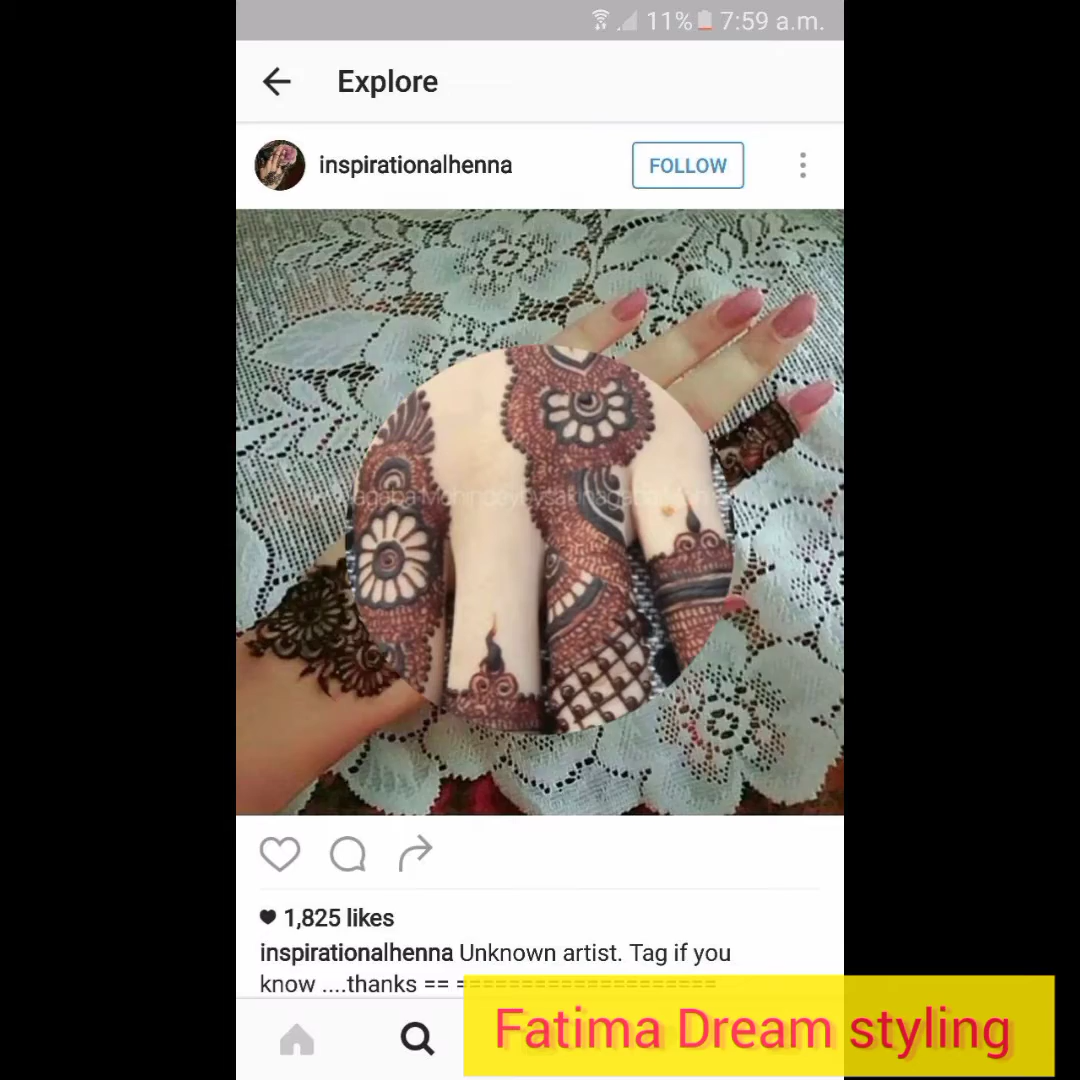 11% 7:59 a.m.
Explore
inspirationalhenna
FOLLOW
1,825 likes
inspirationalhenna Unknown artist. Tag if you
know ....thanks == =====================
Fatima Dream styling